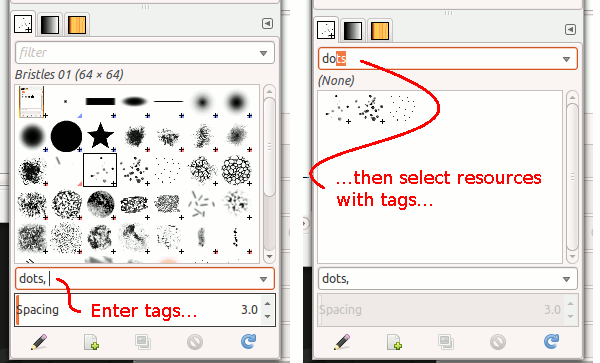 filter
Bristles 01 (64 × 64)
dots,
Enter tags...
Spacing 3.0
dots
(None)
...then select resources
with tags...
dots,
Spacing 3.0